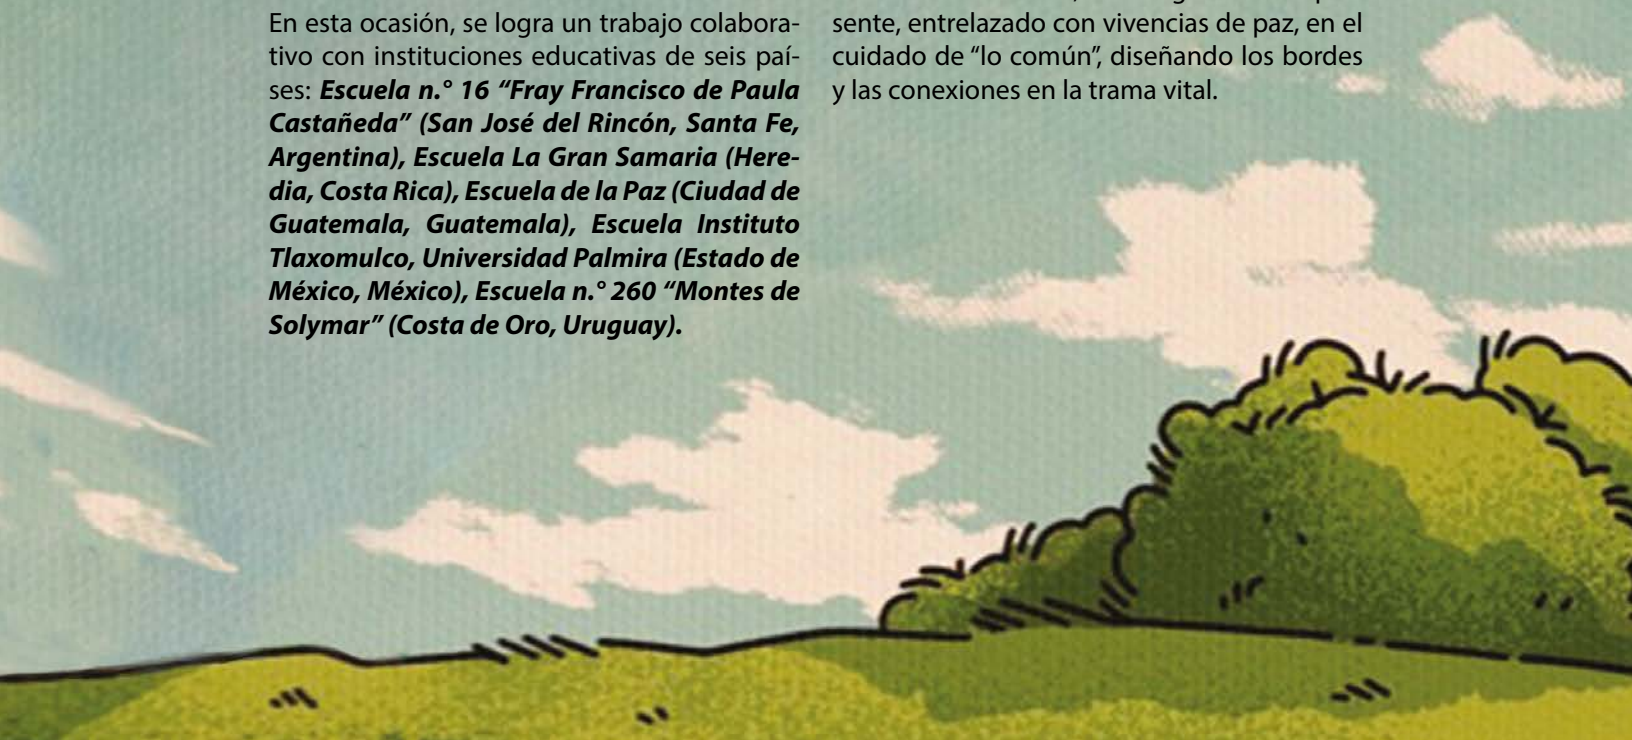 En esta ocasión, se logra un trabajo colabora-
tivo con instituciones educativas de seis paí-
ses: Escuela n.° 16 “Fray Francisco de Paula
Castañeda” (San José del Rincón, Santa Fe,
Argentina), Escuela La Gran Samaria (Here-
dia, Costa Rica), Escuela de la Paz (Ciudad de
Guatemala, Guatemala), Escuela Instituto
Tlaxomulco, Universidad Palmira (Estado de
México, México), Escuela n.° 260 “Montes de
Solymar” (Costa de Oro, Uruguay).
sente, entrelazado con vivencias de paz, en el
cuidado de “lo común”, diseñando los bordes
y las conexiones en la trama vital.